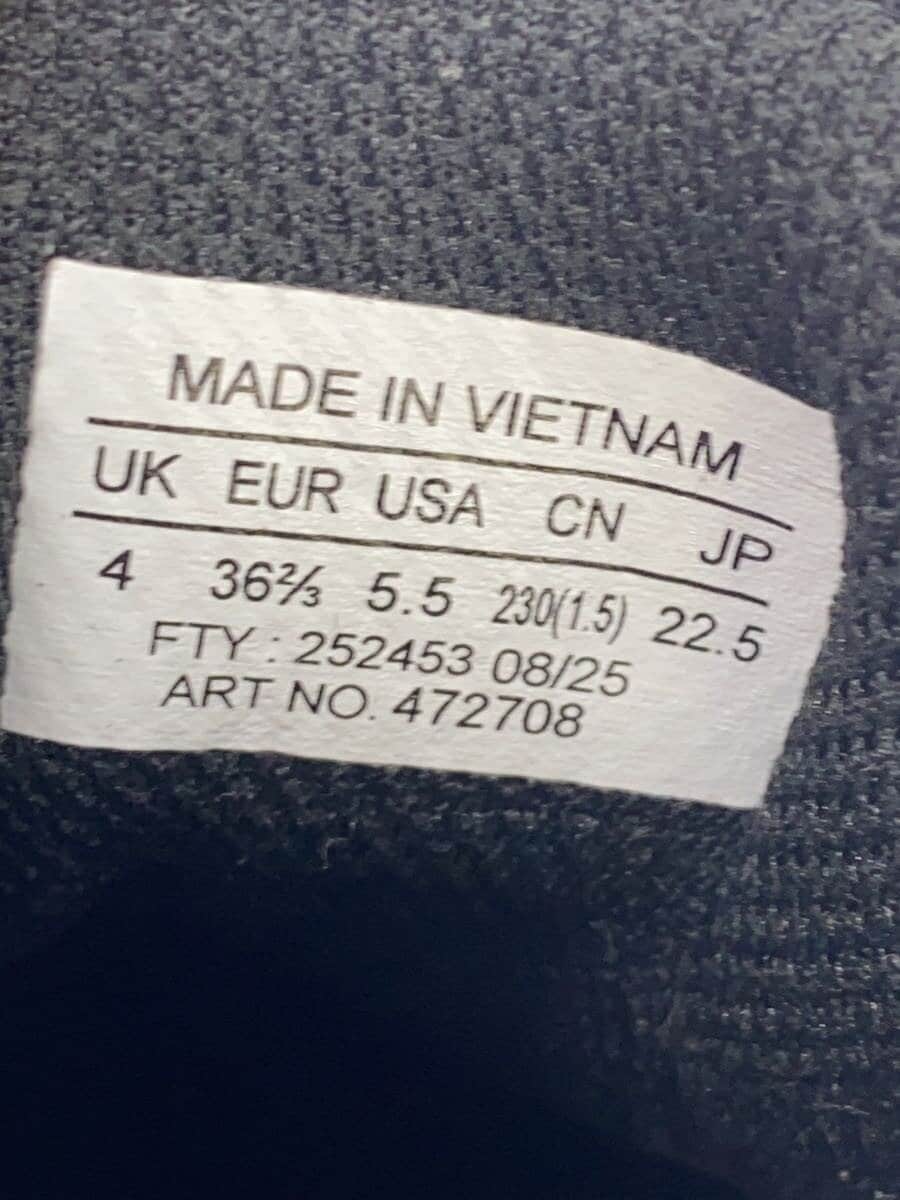 MADE IN VIETNAM
UK EUR USA CN JP
4 36⅔ 5.5 230(1.5) 22.5
FTY : 252453 08/25
ART NO. 472708